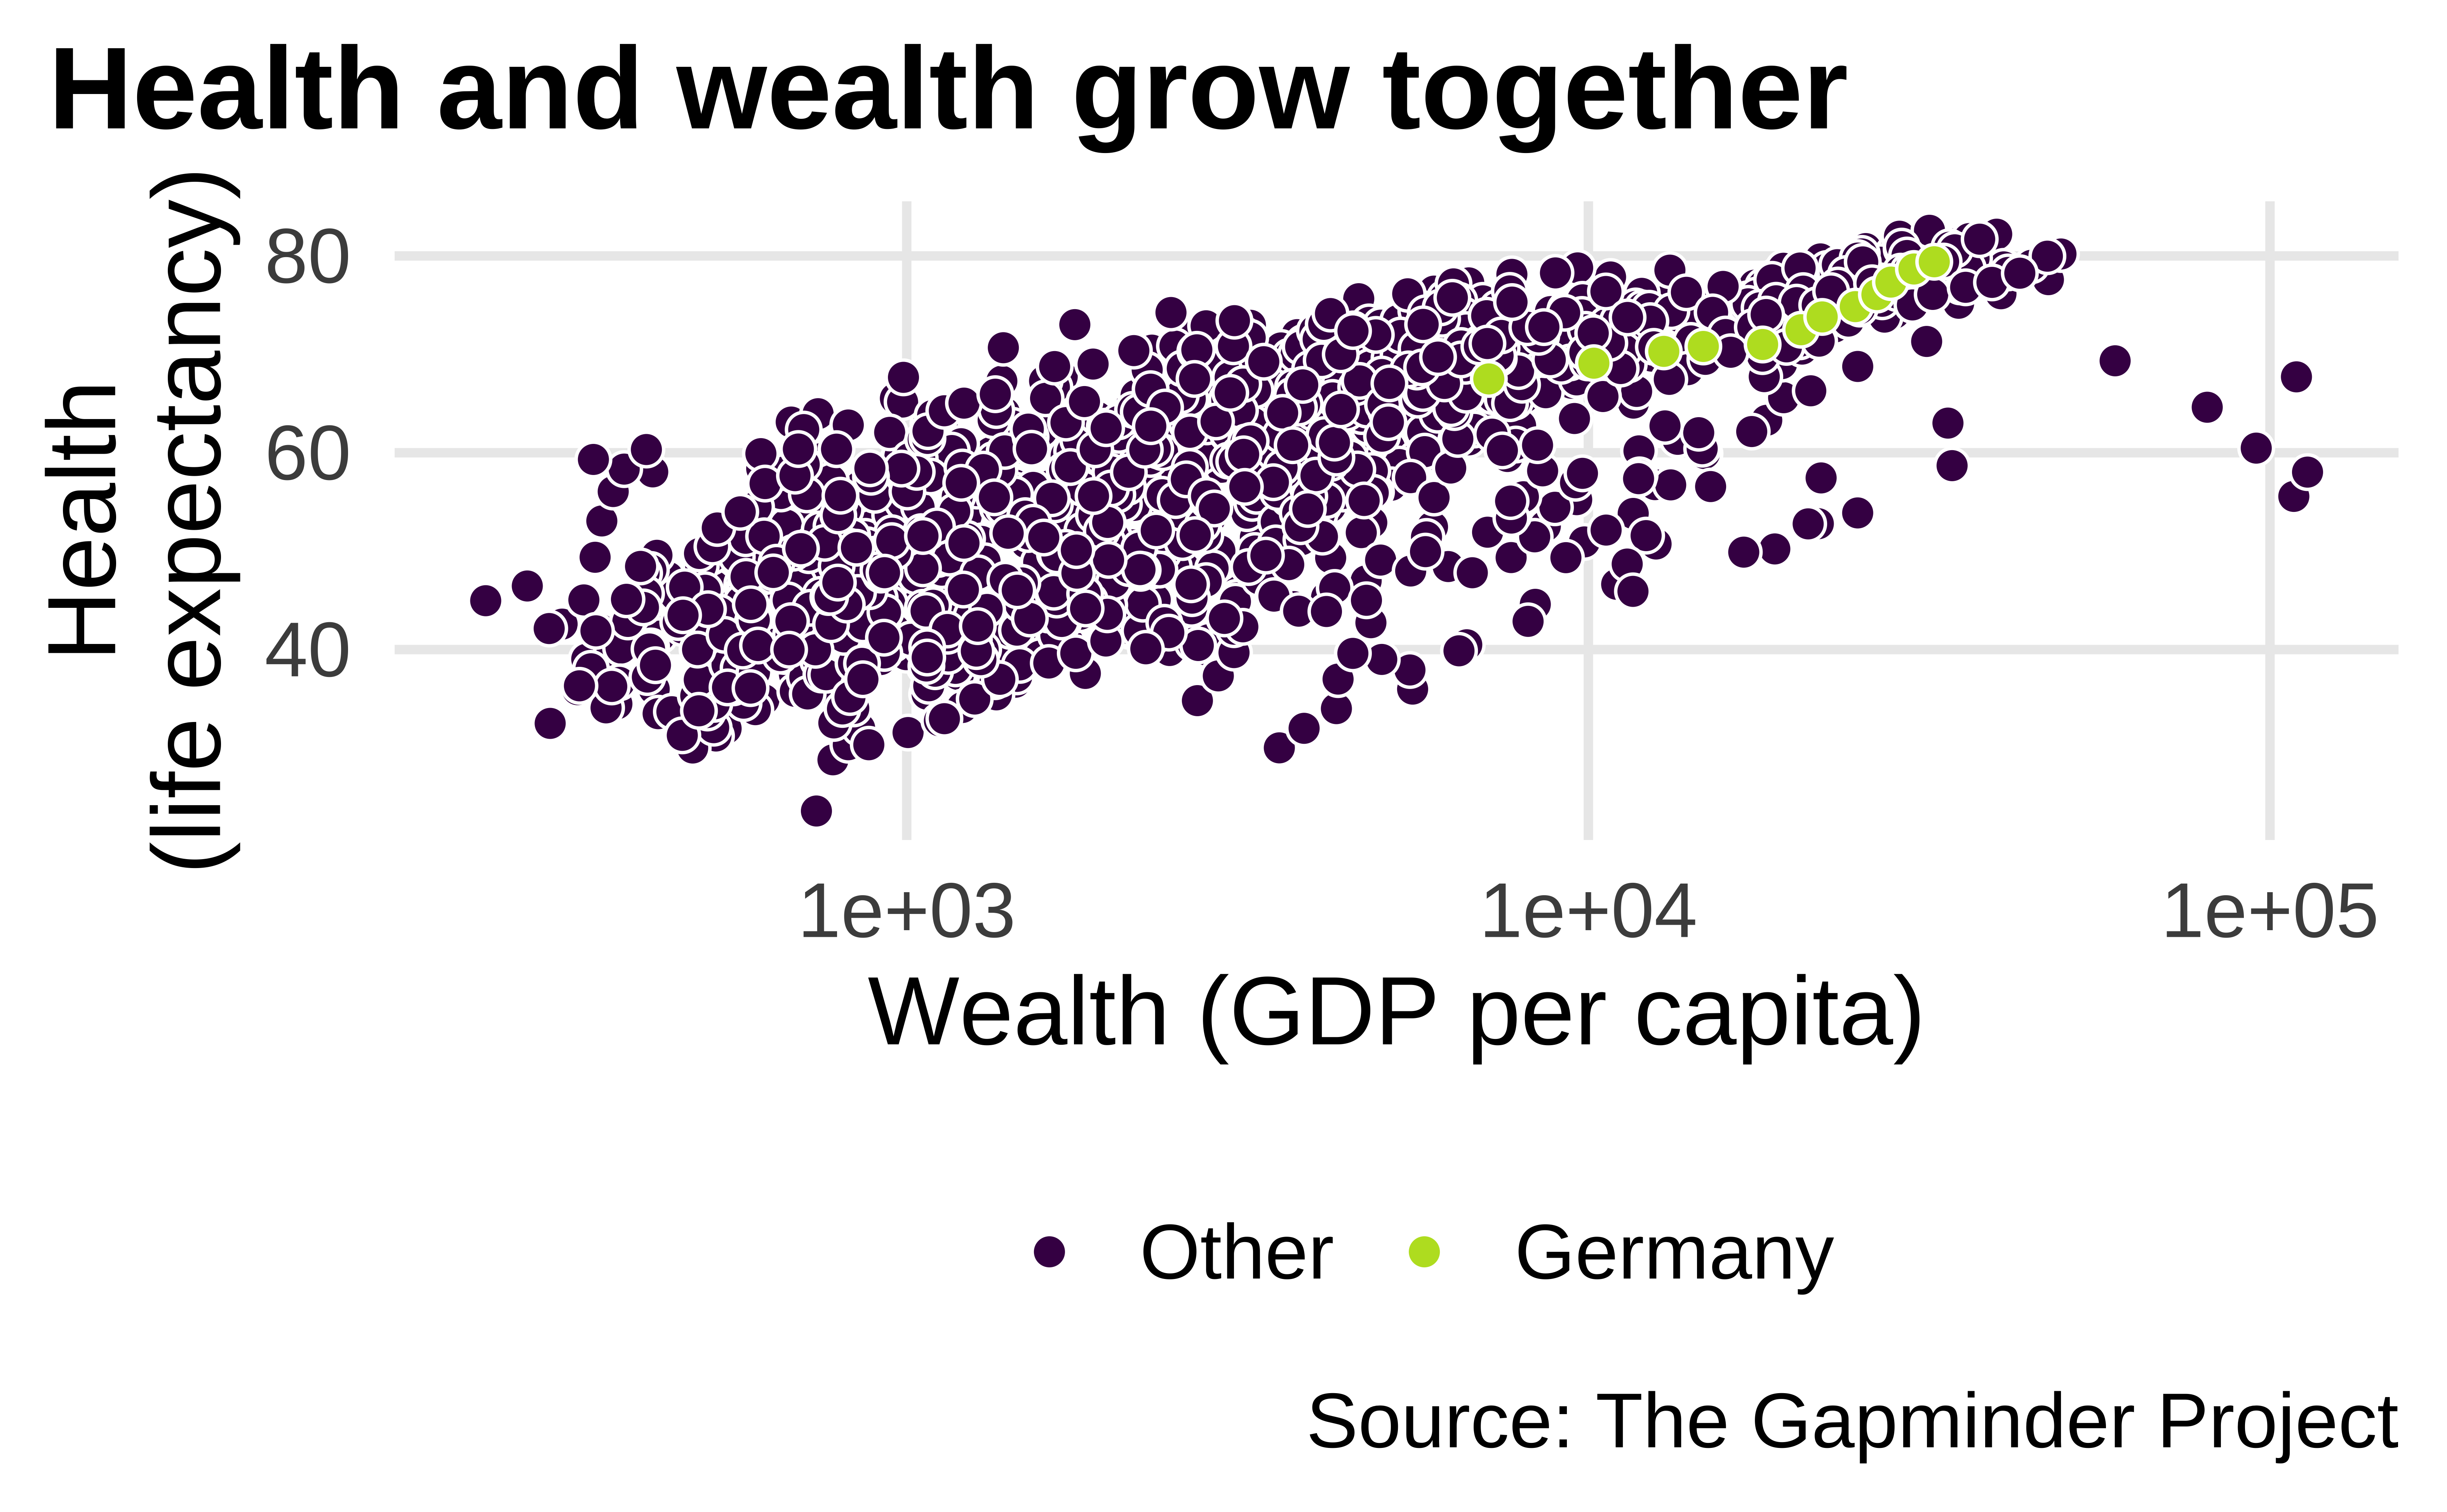 Health and wealth grow together
Health
(life expectancy)
80
60
40
1e+03
1e+04
1e+05
Wealth (GDP per capita)
Other
Germany
Source: The Gapminder Project